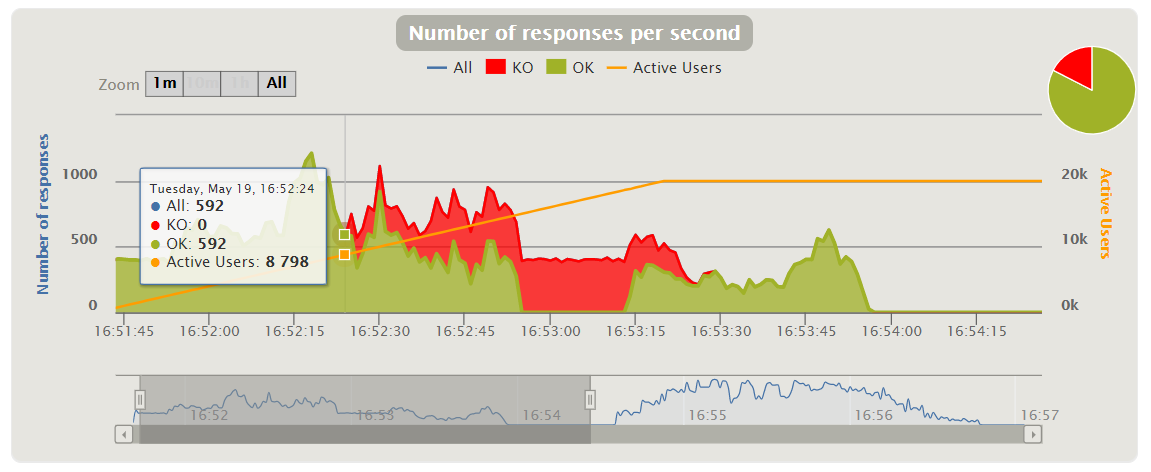 Number of responses per second
All KO OK Active Users
Zoom 1m 10m 1h All
Number of responses
1000
500
0
20k
10k
0k
Active Users
Tuesday, May 19, 16:52:24
All: 592
KO: 0
OK: 592
Active Users: 8 798
16:51:45 16:52:00 16:52:15 16:52:30 16:52:45 16:53:00 16:53:15 16:53:30 16:53:45 16:54:00 16:54:15
16:52 16:53 16:54 16:55 16:56 16:57